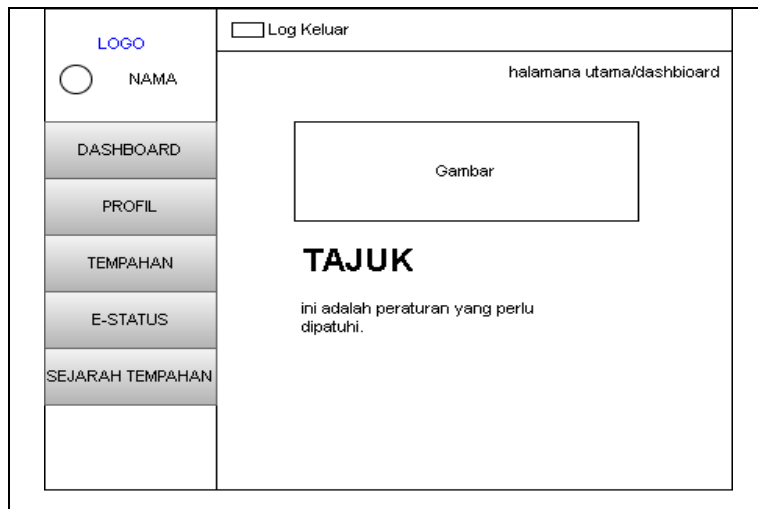 LOGO
NAMA
DASHBOARD
PROFIL
TEMPAHAN
E-STATUS
SEJARAH TEMPAHAN
Log Keluar
halamana utama/dashbioard
Gambar
TAJUK
ini adalah peraturan yang perlu
dipatuhi.